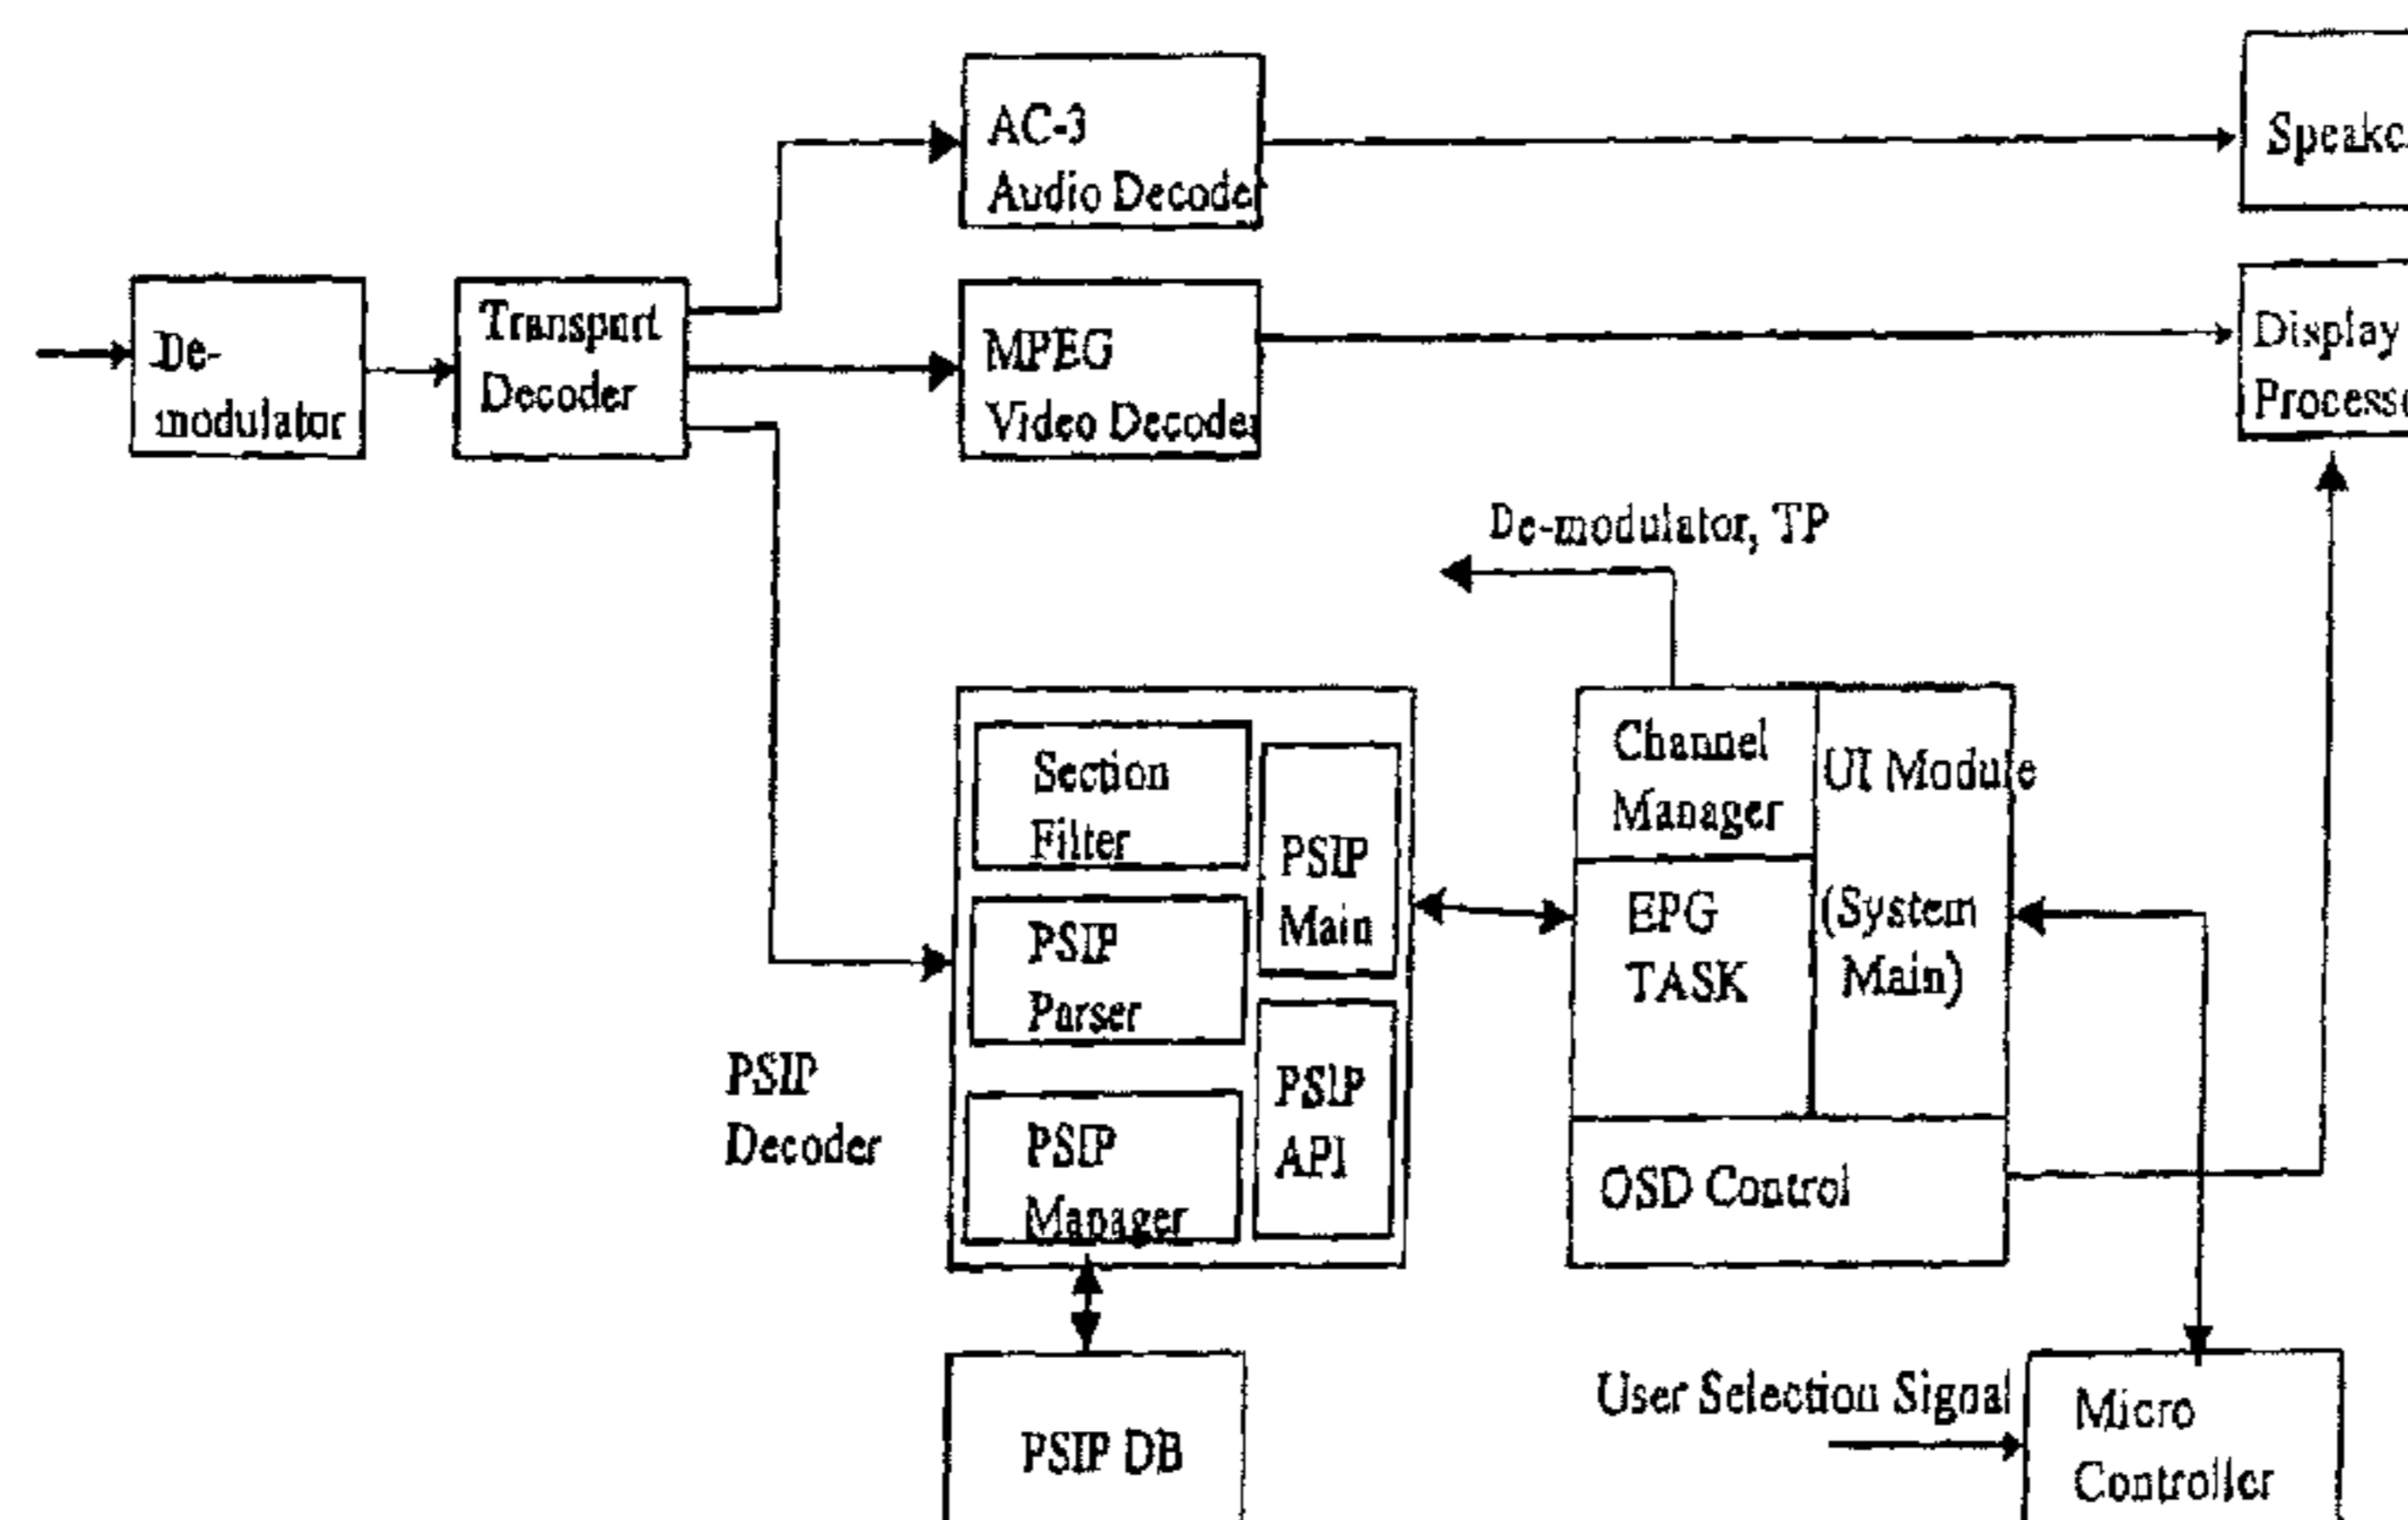 AC-3
Audio Decoder
De-
modulator
Transport
Decoder
MPEG
Video Decoder
Display
De-modulator, TP
Section
Filter
PSIP
Main
PSIP
Parser
PSIP
API
PSIP
Manager
PSIP
Decoder
Channel
Manager
UI Module
(System
Main)
EPG
TASK
OSD Control
PSIP DB
User Selection Signal
Micro
Controller